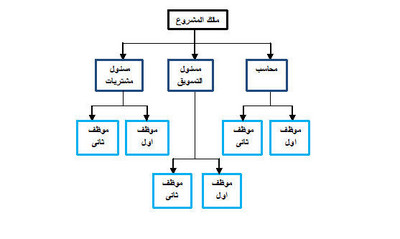 مالك المشروع
محاسب
مسئول
التسويق
مسئول
مشتريات
موظف
اول
موظف
ثانى
موظف
اول
موظف
ثانى
موظف
اول
موظف
ثانى